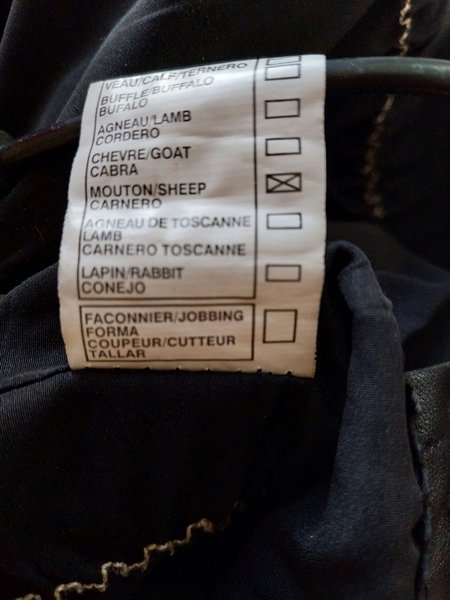 VEAU/CALF/TERNERO
BUFFLE/BUFFALO
BUFALO
AGNEAU/LAMB
CORDERO
CHEVRE/GOAT
CABRA
MOUTON/SHEEP
CARNERO
AGNEAU DE TOSCANNE
LAMB
CARNERO TOSCANNE
LAPIN/RABBIT
CONEJO
FACONNIER/JOBBING
FORMA
COUPEUR/CUTTEUR
TALLAR